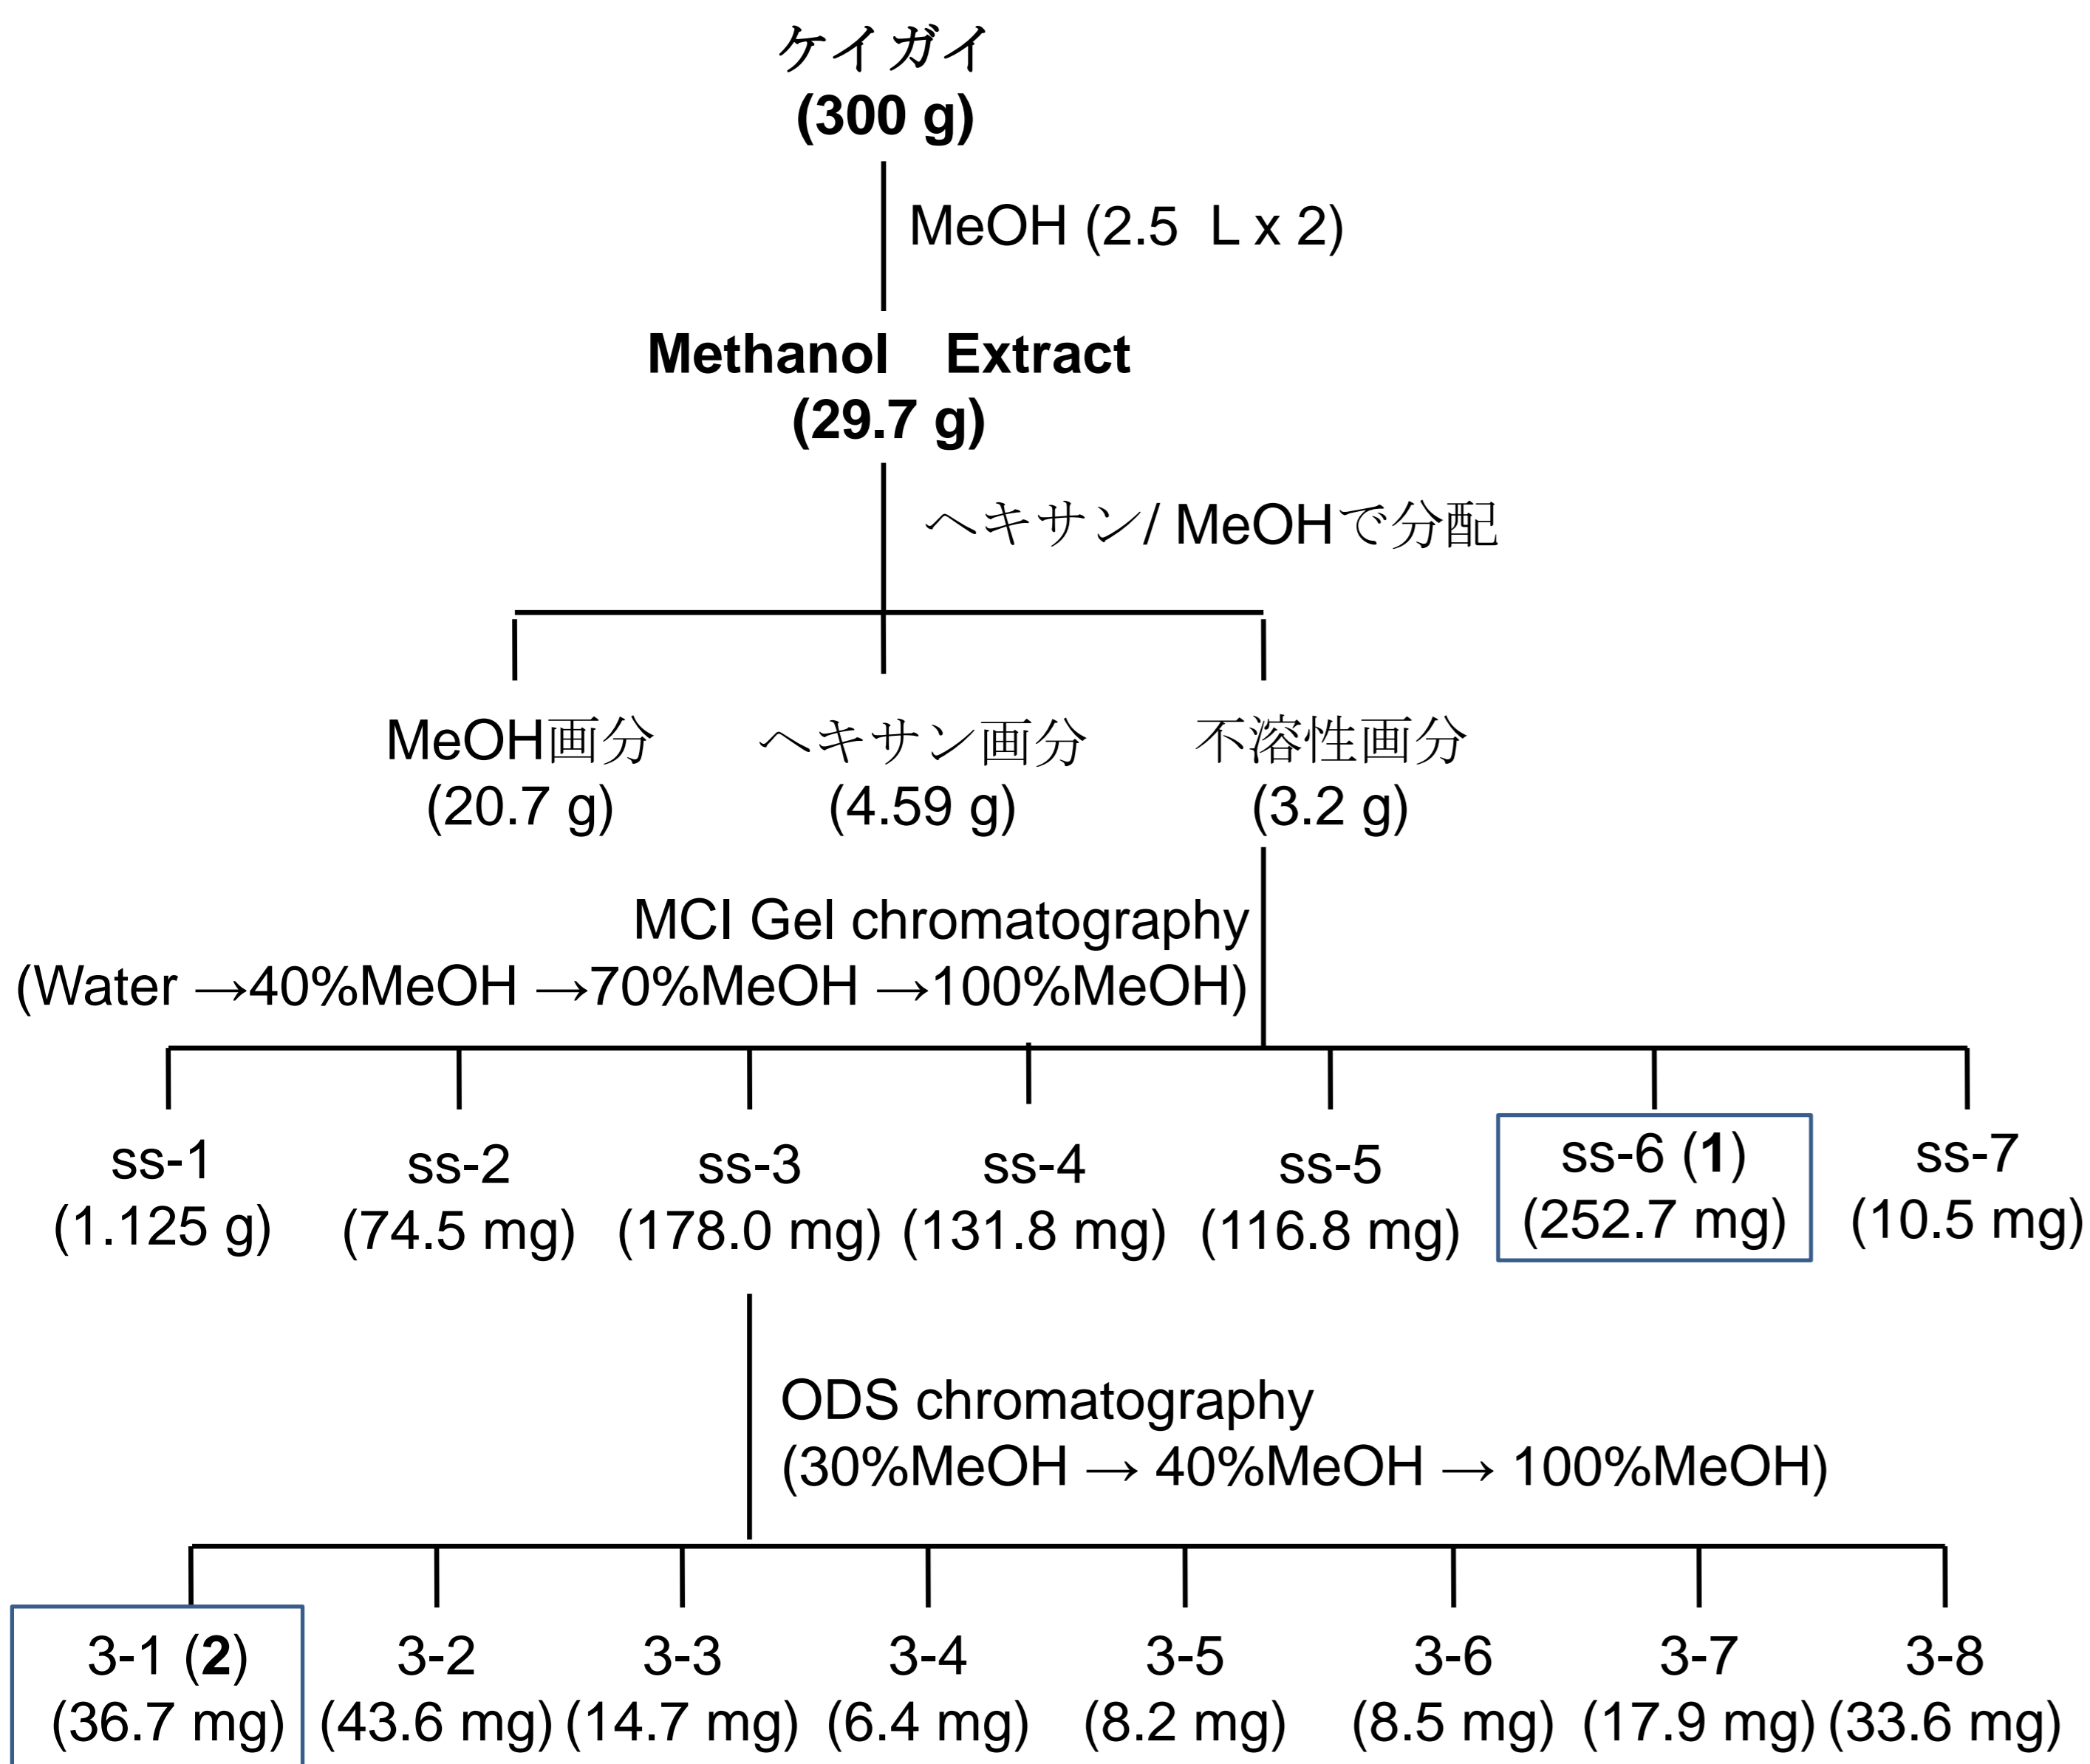 ケイガイ
(300 g)
MeOH (2.5 L x 2)
Methanol Extract
(29.7 g)
ヘキサン/ MeOHで分配
MeOH画分 ヘキサン画分 不溶性画分
(20.7 g) (4.59 g) (3.2 g)
MCI Gel chromatography
(Water →40%MeOH →70%MeOH →100%MeOH)
ss-1 ss-2 ss-3 ss-4 ss-5 ss-6 (1) ss-7
(1.125 g) (74.5 mg) (178.0 mg) (131.8 mg) (116.8 mg) (252.7 mg) (10.5 mg)
ODS chromatography
(30%MeOH → 40%MeOH → 100%MeOH)
3-1 (2) 3-2 3-3 3-4 3-5 3-6 3-7 3-8
(36.7 mg) (43.6 mg) (14.7 mg) (6.4 mg) (8.2 mg) (8.5 mg) (17.9 mg) (33.6 mg)